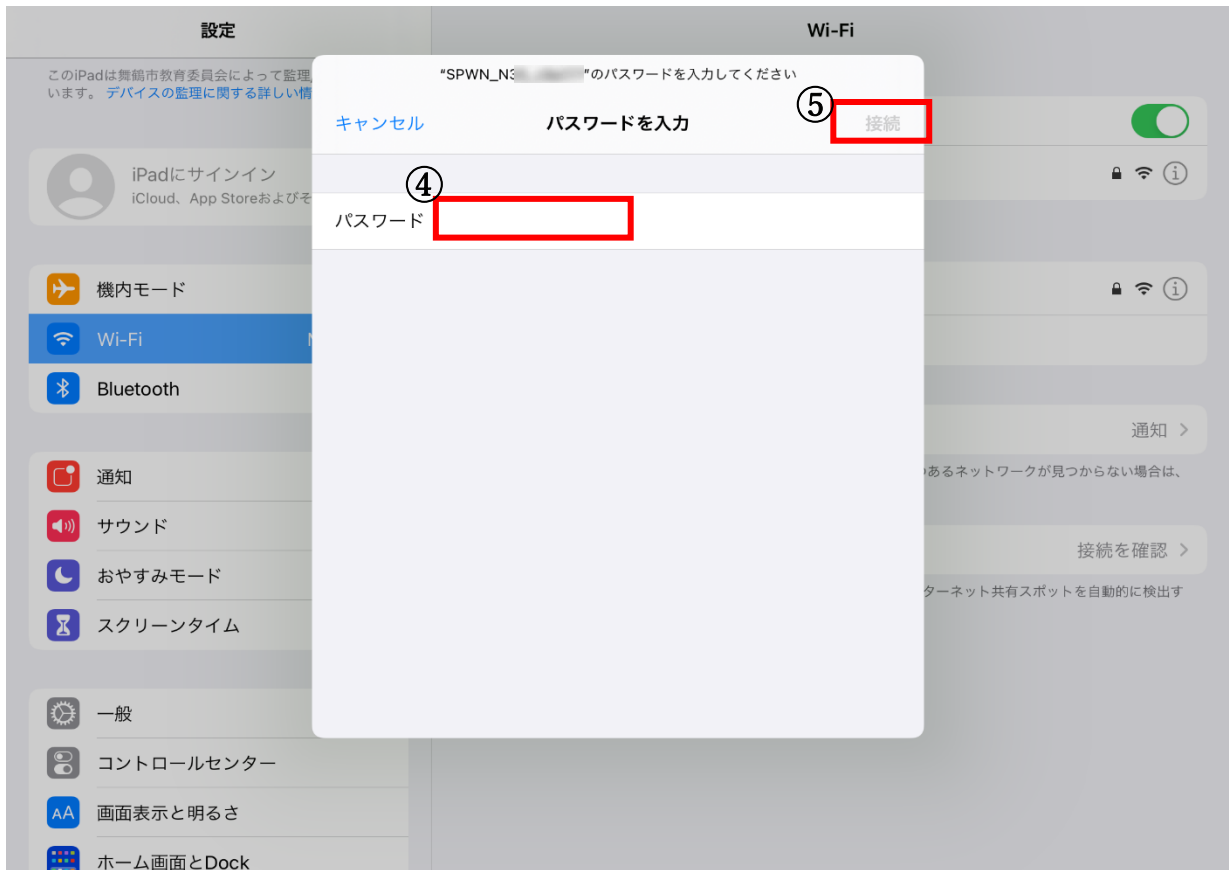 設定
Wi-Fi
このiPadは舞鶴市教育委員会によって監理
います。 デバイスの監理に関する詳しい情
iPadにサインイン
iCloud、App Storeおよびそ
機内モード
Wi-Fi
Bluetooth
通知
サウンド
おやすみモード
スクリーンタイム
一般
コントロールセンター
画面表示と明るさ
ホーム画面とDock
"SPWN_N3 "のパスワードを入力してください
キャンセル
パスワードを入力
⑤
接続
④
パスワード
通知
のあるネットワークが見つからない場合は、
接続を確認
ターネット共有スポットを自動的に検出す